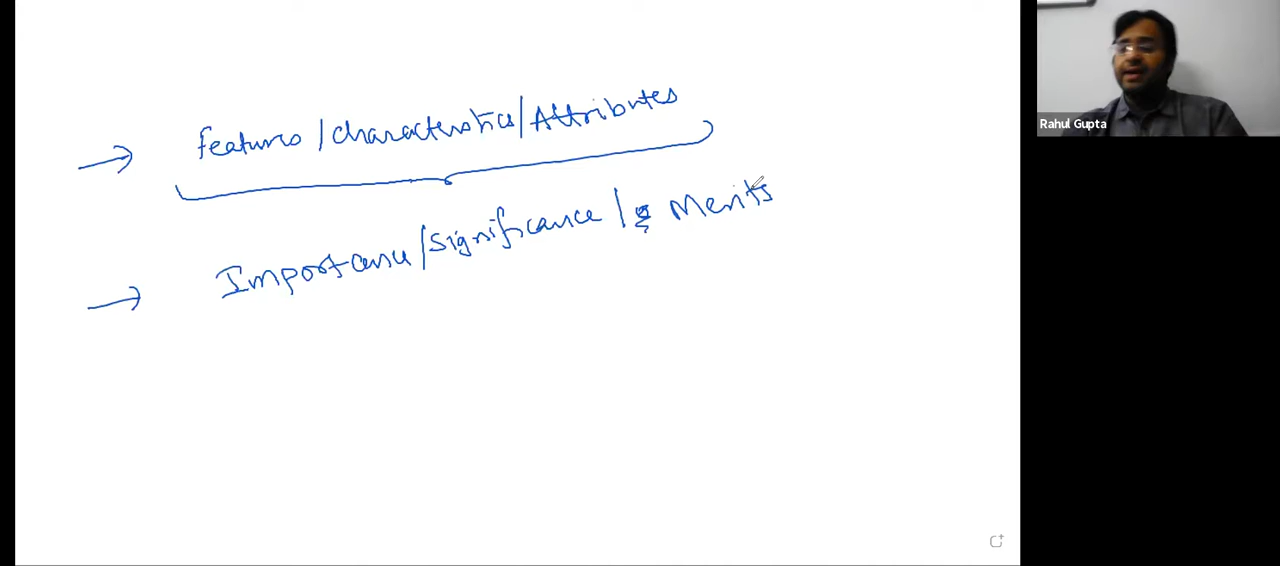 → features/characteristics/Attributes
→ Importance/Significance/ Merits
Rahul Gupta